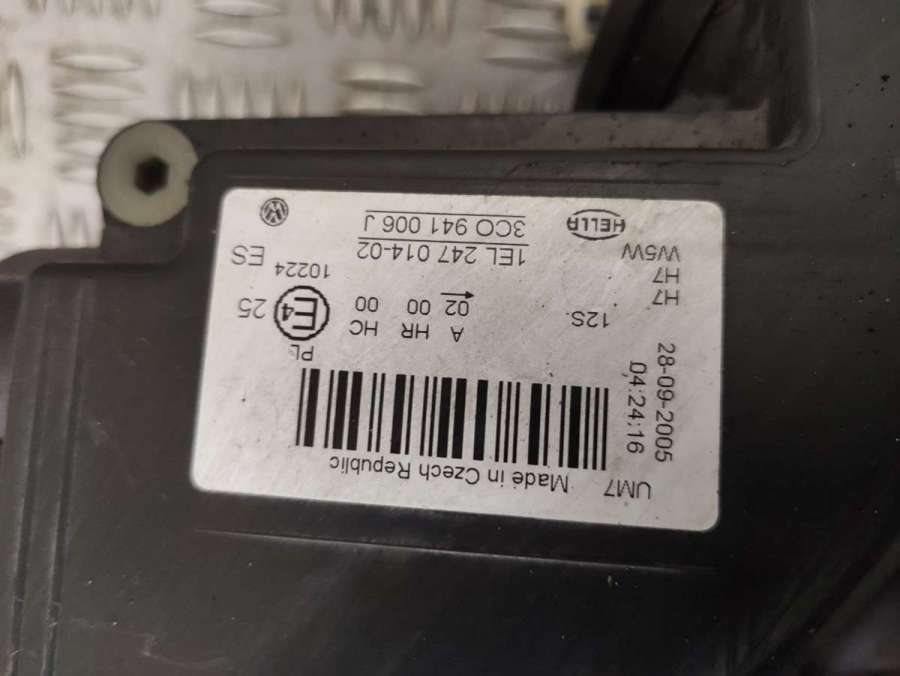 UM7 Made in Czech Republic
28-09-2005
04:24:16
PL
A HR HC
02 00 00
E4
25
12S
H7
H7
W5W
10224 ES
1EL 247 014-02
3C0 941 006 J
HELLA
VW